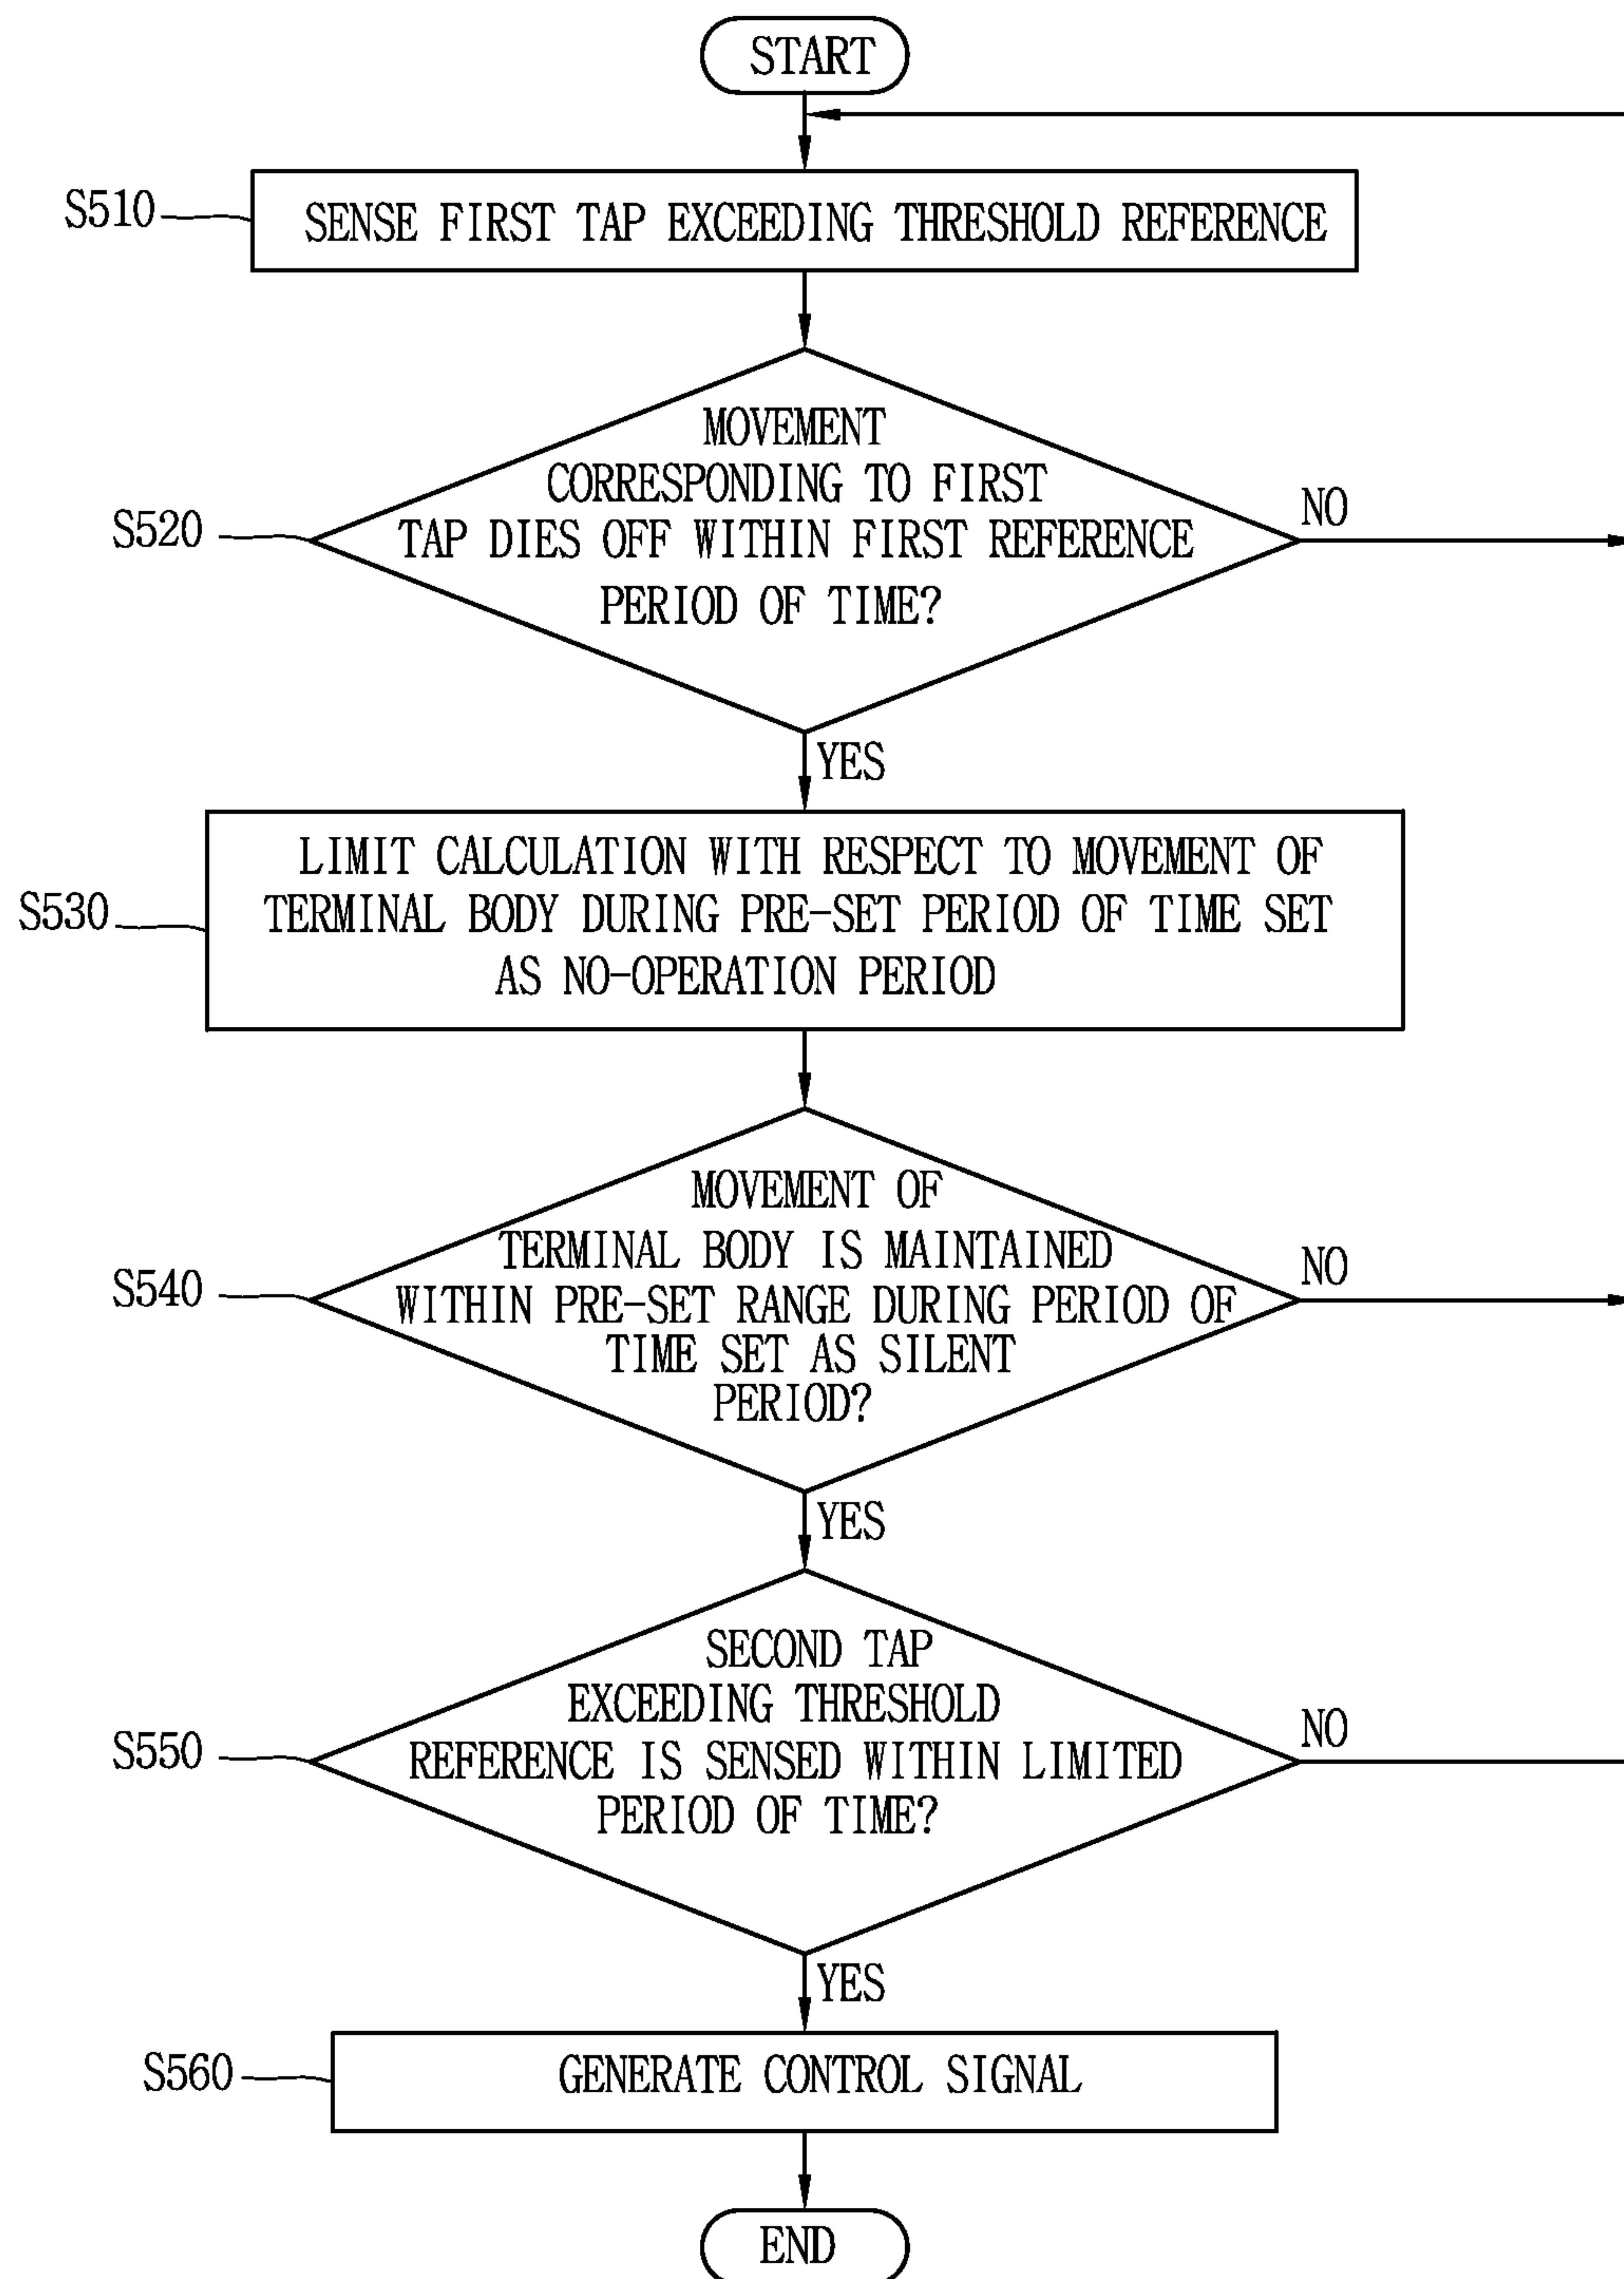 START
S510
SENSE FIRST TAP EXCEEDING THRESHOLD REFERENCE
S520
MOVEMENT
CORRESPONDING TO FIRST
TAP DIES OFF WITHIN FIRST REFERENCE
PERIOD OF TIME?
NO
YES
S530
LIMIT CALCULATION WITH RESPECT TO MOVEMENT OF
TERMINAL BODY DURING PRE-SET PERIOD OF TIME SET
AS NO-OPERATION PERIOD
S540
MOVEMENT OF
TERMINAL BODY IS MAINTAINED
WITHIN PRE-SET RANGE DURING PERIOD OF
TIME SET AS SILENT
PERIOD?
NO
YES
S550
SECOND TAP
EXCEEDING THRESHOLD
REFERENCE IS SENSED WITHIN LIMITED
PERIOD OF TIME?
NO
YES
S560
GENERATE CONTROL SIGNAL
END